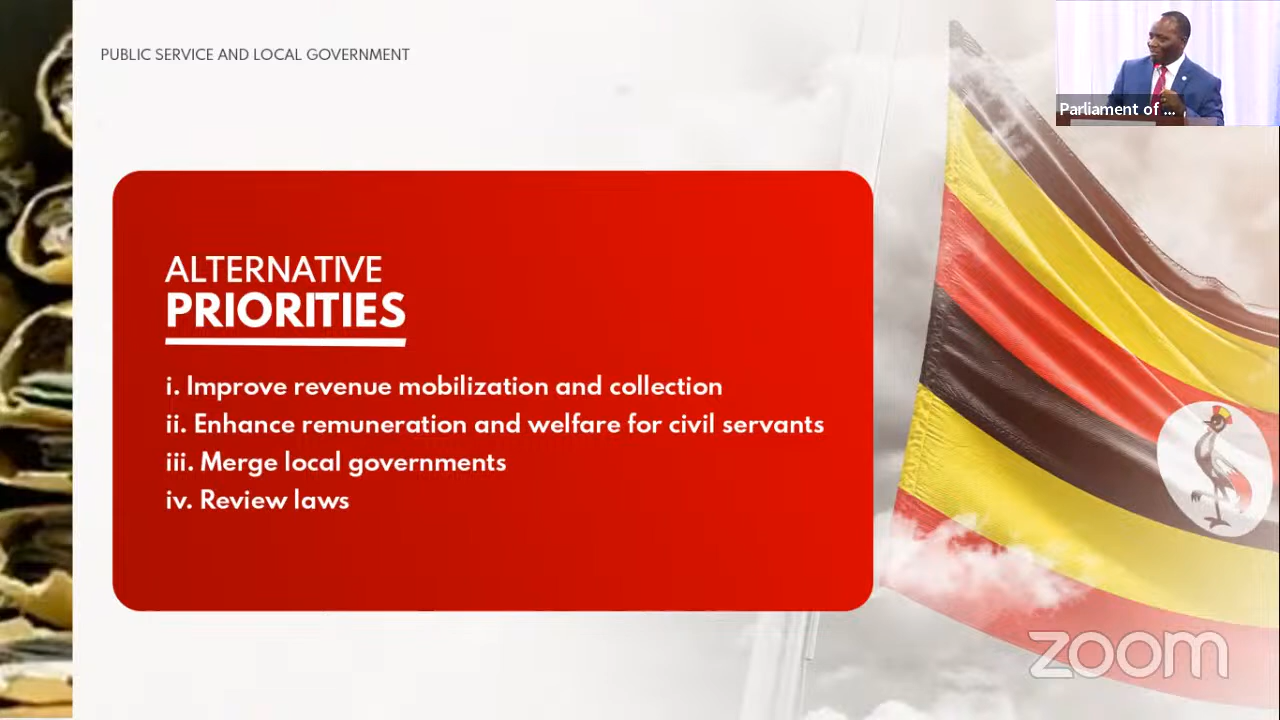 PUBLIC SERVICE AND LOCAL GOVERNMENT
Parliament of ...
ALTERNATIVE
PRIORITIES
i. Improve revenue mobilization and collection
ii. Enhance remuneration and welfare for civil servants
iii. Merge local governments
iv. Review laws
zoom